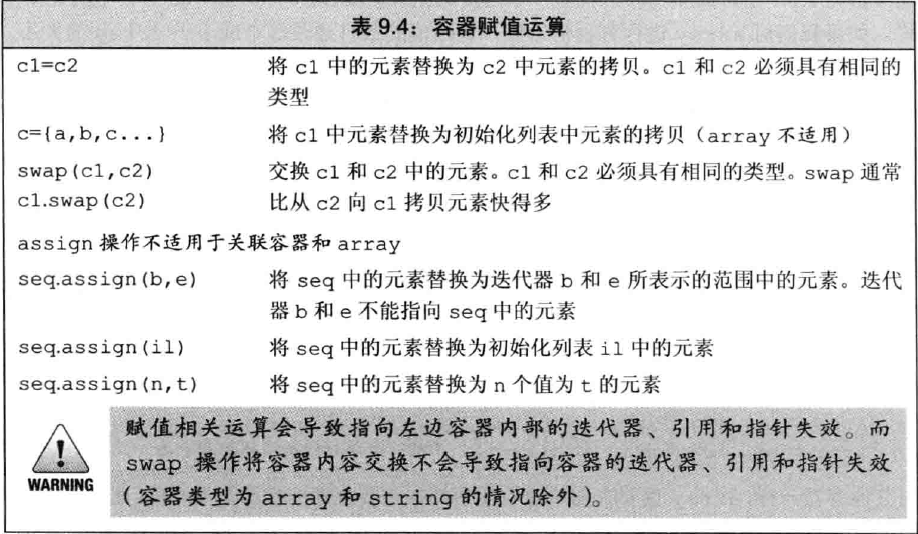 表 9.4：容器赋值运算
c1=c2 将 c1 中的元素替换为 c2 中元素的拷贝。c1 和 c2 必须具有相同的
类型
c={a,b,c...} 将 c1 中元素替换为初始化列表中元素的拷贝（array 不适用）
swap(c1,c2) 交换 c1 和 c2 中的元素。c1 和 c2 必须具有相同的类型。swap 通常
c1.swap(c2) 比从 c2 向 c1 拷贝元素快得多
assign 操作不适用于关联容器和 array
seq.assign(b,e) 将 seq 中的元素替换为迭代器 b 和 e 所表示的范围中的元素。迭代
器 b 和 e 不能指向 seq 中的元素
seq.assign(il) 将 seq 中的元素替换为初始化列表 il 中的元素
seq.assign(n,t) 将 seq 中的元素替换为 n 个值为 t 的元素
赋值相关运算会导致指向左边容器内部的迭代器、引用和指针失效。而
swap 操作将容器内容交换不会导致指向容器的迭代器、引用和指针失效
（容器类型为 array 和 string 的情况除外）。
WARNING